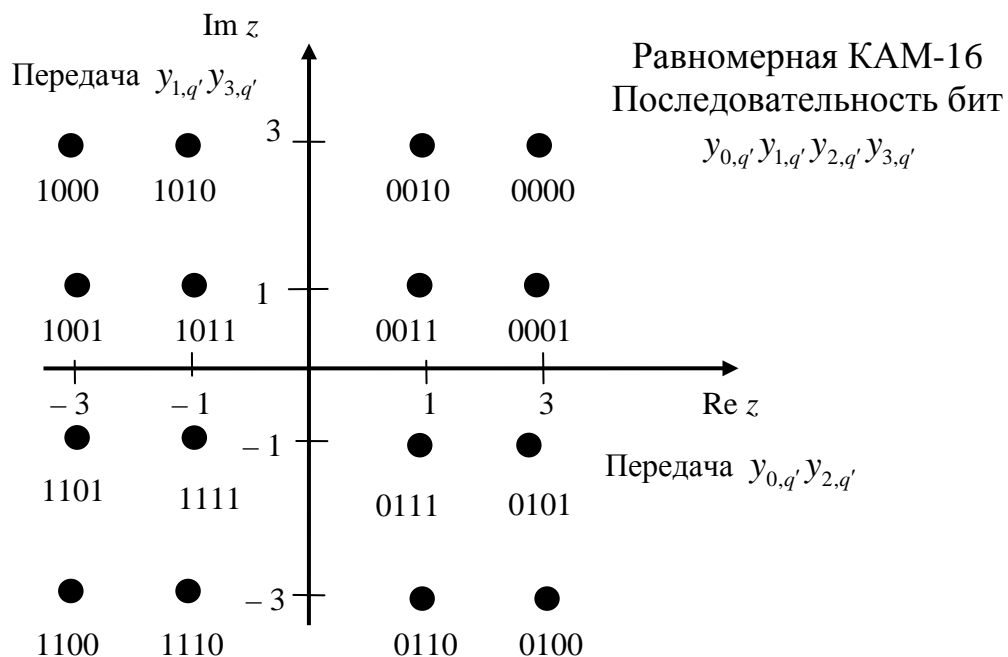 Im z
Передача y1,q′ y3,q′
Равномерная КАМ-16
Последовательность бит
y0,q′ y1,q′ y2,q′ y3,q′
3
1000 1010 0010 0000
1
1001 1011 0011 0001
– 3 – 1 1 3 Re z
– 1
Передача y0,q′ y2,q′
1101 1111 0111 0101
– 3
1100 1110 0110 0100